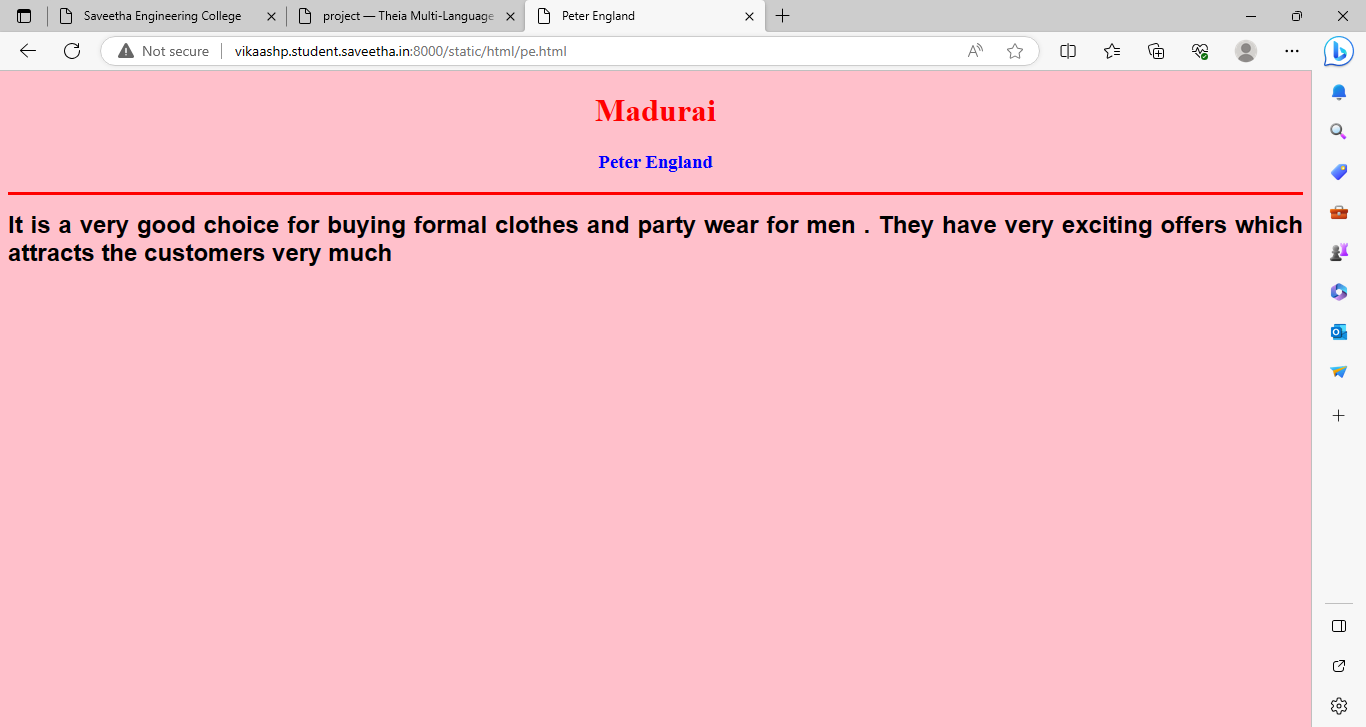 Saveetha Engineering College
project — Theia Multi-Language
Peter England
Not secure
vikaashp.student.saveetha.in:8000/static/html/pe.html
Madurai
Peter England
It is a very good choice for buying formal clothes and party wear for men . They have very exciting offers which
attracts the customers very much